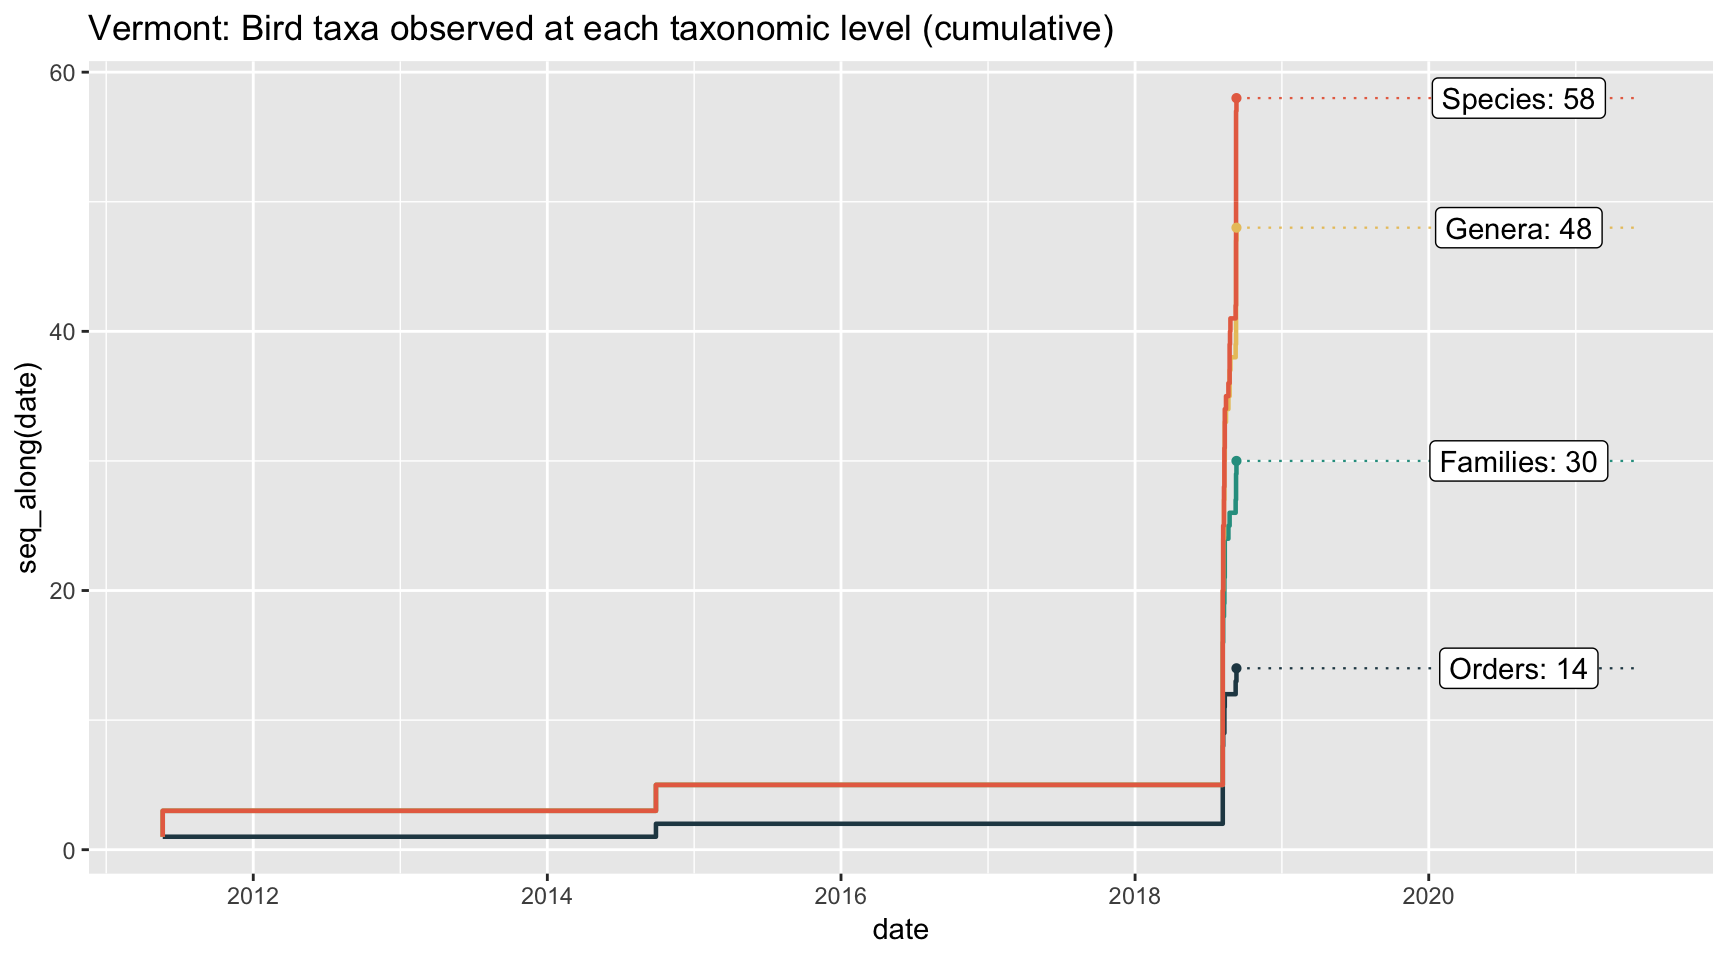 Vermont: Bird taxa observed at each taxonomic level (cumulative)
60
40
20
0
seq_along(date)
Species: 58
Genera: 48
Families: 30
Orders: 14
2012
2014
2016
2018
2020
date